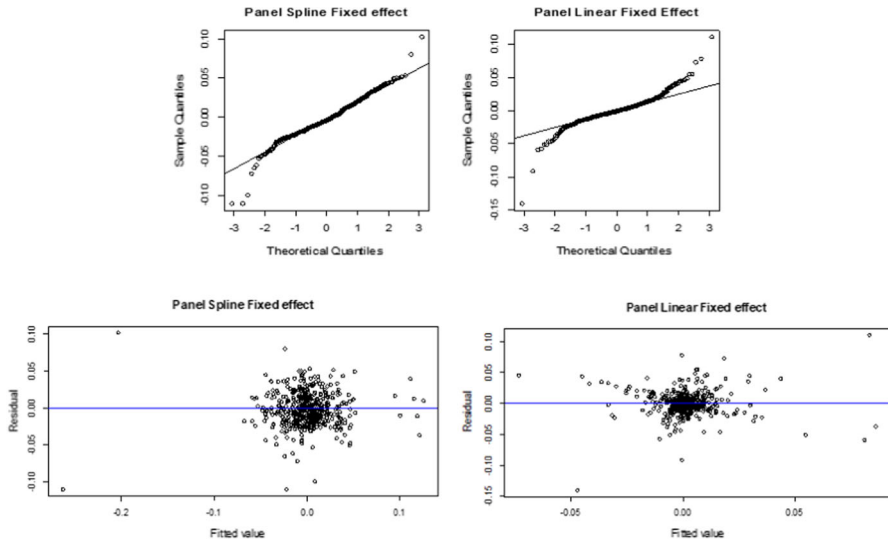 Panel Spline Fixed effect
Sample Quantiles
0.10
0.05
0.00
-0.05
-0.10
-3 -2 -1 0 1 2 3
Theoretical Quantiles
Panel Linear Fixed Effect
Sample Quantiles
0.10
0.05
0.00
-0.05
-0.10
-0.15
-3 -2 -1 0 1 2 3
Theoretical Quantiles
Panel Spline Fixed effect
Residual
0.10
0.05
0.00
-0.05
-0.10
-0.2 -0.1 0.0 0.1
Fitted value
Panel Linear Fixed effect
Residual
0.10
0.05
0.00
-0.05
-0.15
-0.05 0.00 0.05
Fitted value